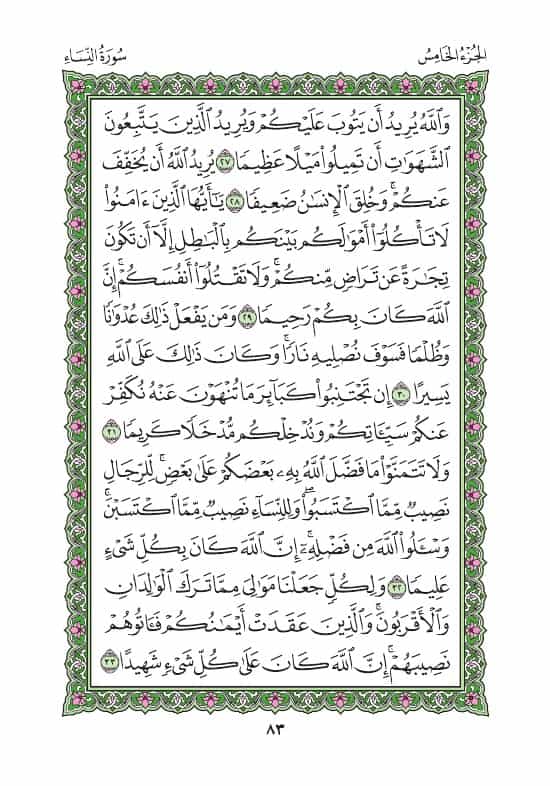 الجُزْءُ الخَامِسُ
سُورَةُ النِّسَاءِ
وَٱللَّهُ يُرِيدُ أَن يَتُوبَ عَلَيْكُمْ وَيُرِيدُ ٱلَّذِينَ يَتَّبِعُونَ
ٱلشَّهَوَٰتِ أَن تَمِيلُوا۟ مَيْلًا عَظِيمًا ٢٧ يُرِيدُ ٱللَّهُ أَن يُخَفِّفَ
عَنكُمْ ۚ وَخُلِقَ ٱلْإِنسَٰنُ ضَعِيفًا ٢٨ يَٰٓأَيُّهَا ٱلَّذِينَ ءَامَنُوا۟
لَا تَأْكُلُوٓا۟ أَمْوَٰلَكُم بَيْنَكُم بِٱلْبَٰطِلِ إِلَّآ أَن تَكُونَ
تِجَٰرَةً عَن تَرَاضٍ مِّنكُمْ ۚ وَلَا تَقْتُلُوٓا۟ أَنفُسَكُمْ ۚ إِنَّ
ٱللَّهَ كَانَ بِكُمْ رَحِيمًا ٢٩ وَمَن يَفْعَلْ ذَٰلِكَ عُدْوَٰنًا
وَظُلْمًا فَسَوْفَ نُصْلِيهِ نَارًا ۚ وَكَانَ ذَٰلِكَ عَلَى ٱللَّهِ
يَسِيرًا ٣٠ إِن تَجْتَنِبُوا۟ كَبَآئِرَ مَا تُنْهَوْنَ عَنْهُ نُكَفِّرْ
عَنكُمْ سَيِّـَٔاتِكُمْ وَنُدْخِلْكُم مُّدْخَلًا كَرِيمًا ٣١
وَلَا تَتَمَنَّوْا۟ مَا فَضَّلَ ٱللَّهُ بِهِۦ بَعْضَكُمْ عَلَىٰ بَعْضٍ ۚ لِّلرِّجَالِ
نَصِيبٌ مِّمَّا ٱكْتَسَبُوا۟ ۖ وَلِلنِّسَآءِ نَصِيبٌ مِّمَّا ٱكْتَسَبْنَ ۚ
وَسْـَٔلُوا۟ ٱللَّهَ مِن فَضْلِهِۦٓ ۗ إِنَّ ٱللَّهَ كَانَ بِكُلِّ شَىْءٍ
عَلِيمًا ٣٢ وَلِكُلٍّ جَعَلْنَا مَوَٰلِىَ مِمَّا تَرَكَ ٱلْوَٰلِدَانِ
وَٱلْأَقْرَبُونَ ۚ وَٱلَّذِينَ عَقَدَتْ أَيْمَٰنُكُمْ فَـَٔاتُوهُمْ
نَصِيبَهُمْ ۚ إِنَّ ٱللَّهَ كَانَ عَلَىٰ كُلِّ شَىْءٍ شَهِيدًا ٣٣
٨٣